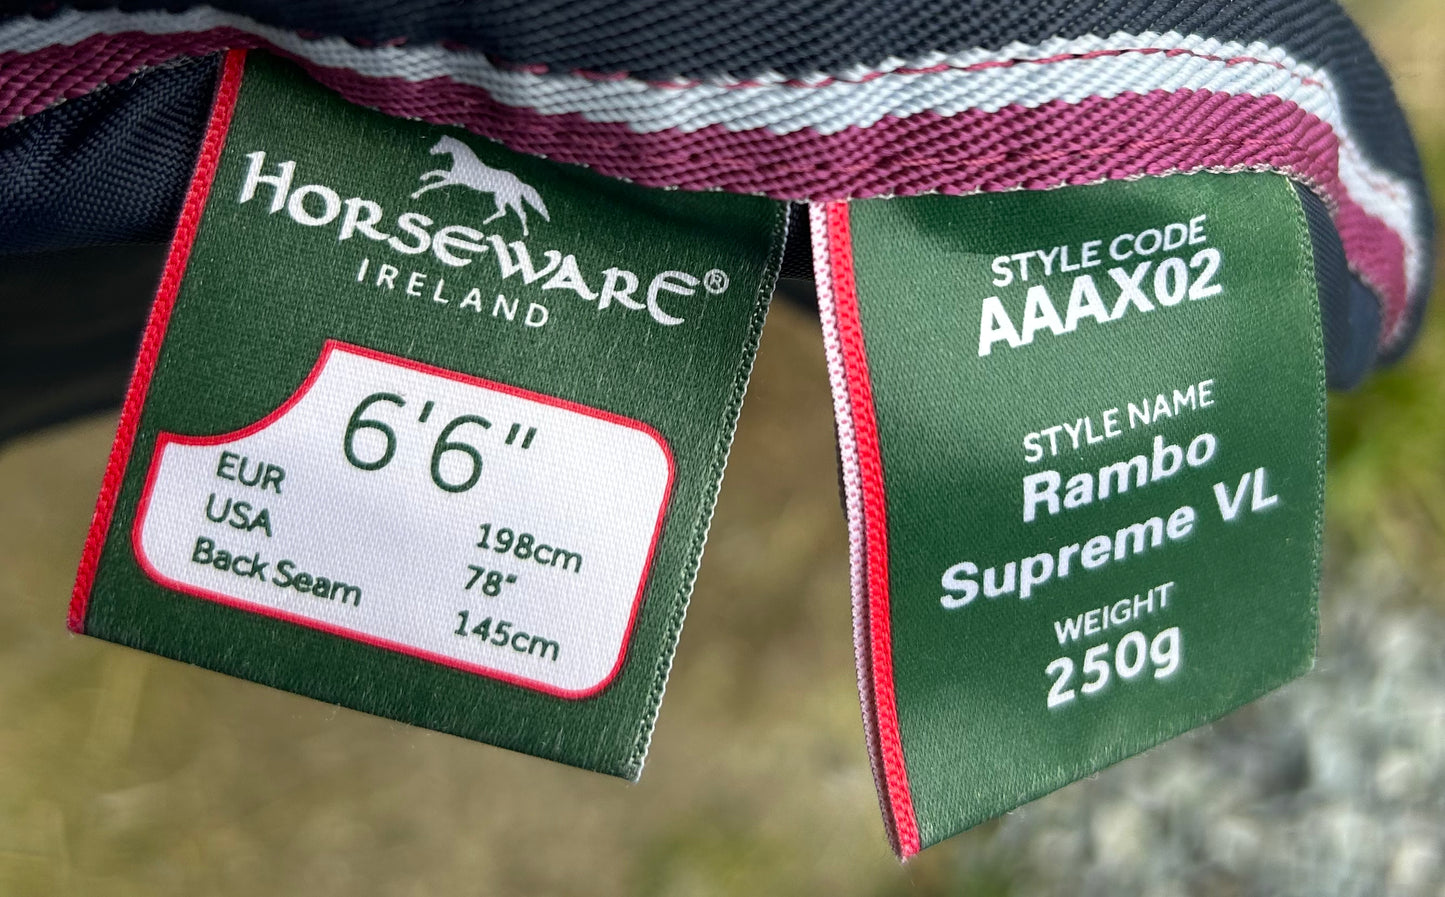 HORSEWARE®
IRELAND
6'6"
EUR 198cm
USA 78"
Back Seam 145cm
STYLE CODE
AAAX02
STYLE NAME
Rambo
Supreme VL
WEIGHT
250g